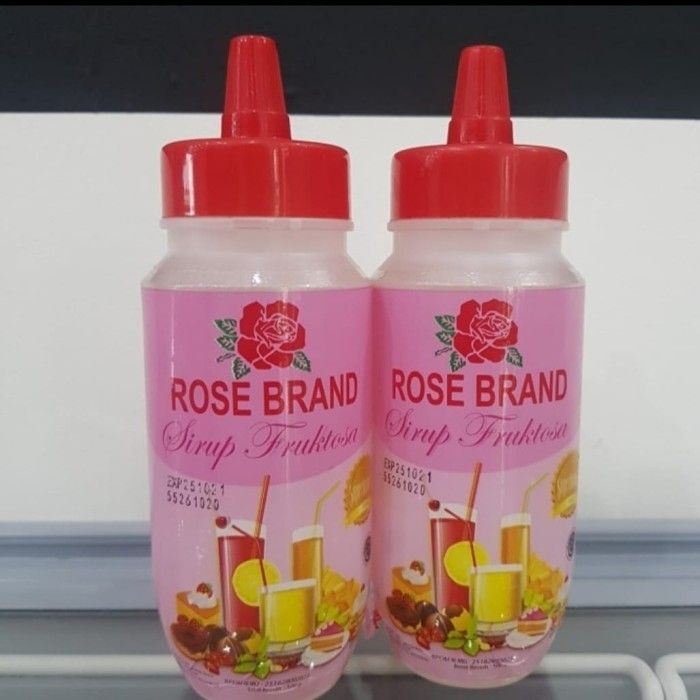 ROSE BRAND
Sirup Fruktosa
EXP251021
55261020
ROSE BRAND
Sirup Fruktosa
EXP251021
55261020